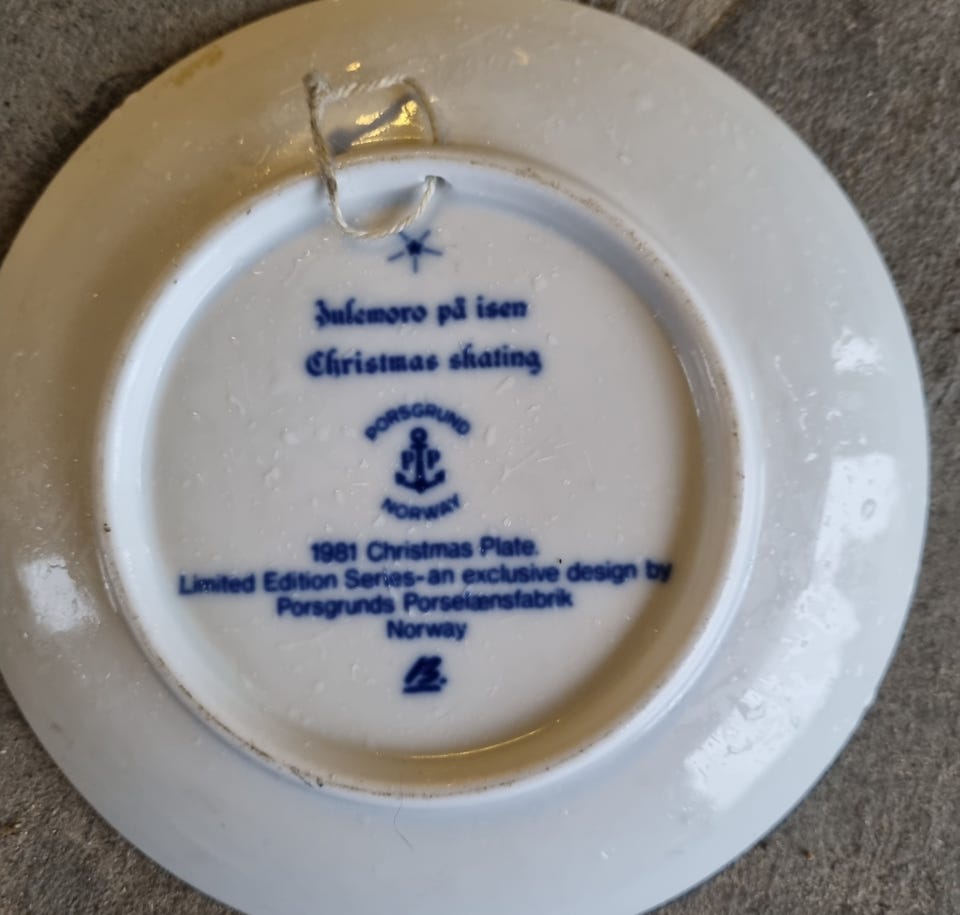 Julemoro på isen
Christmas skating
PORSGRUND
PP
NORWAY
1981 Christmas Plate.
Limited Edition Series-an exclusive design by
Porsgrunds Porselænsfabrik
Norway